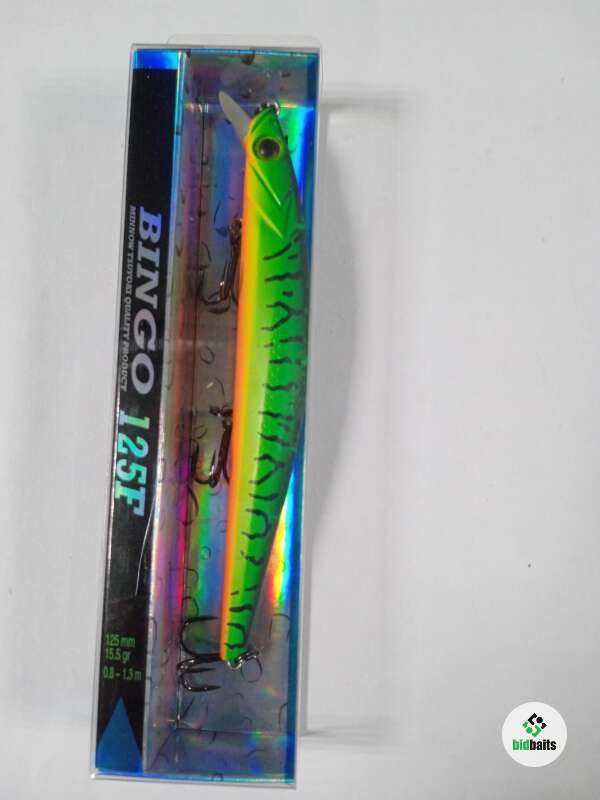 BINGO 125F
MINNOW TSUYOKI QUALITY PRODUCT
125 mm
15.5 gr
0.8 - 1.3 m
bidbaits